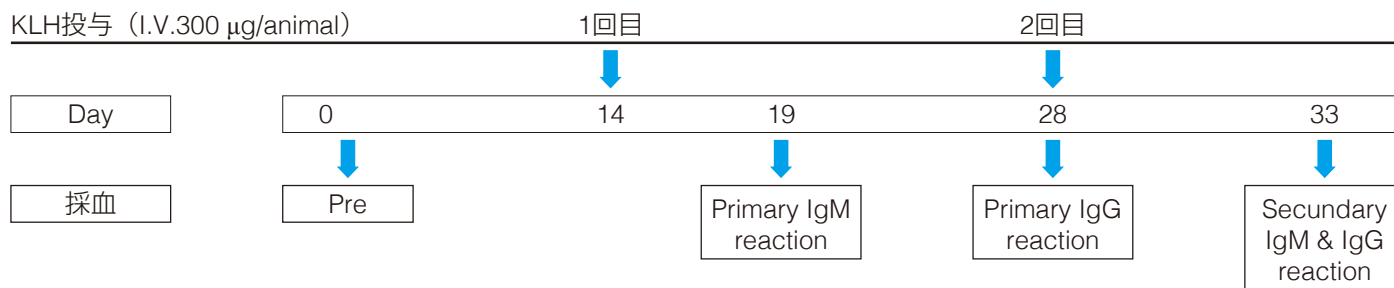 KLH投与（I.V.300 μg/animal） 1回目 2回目
Day 0 14 19 28 33
採血 Pre
Primary IgM
reaction
Primary IgG
reaction
Secundary
IgM & IgG
reaction